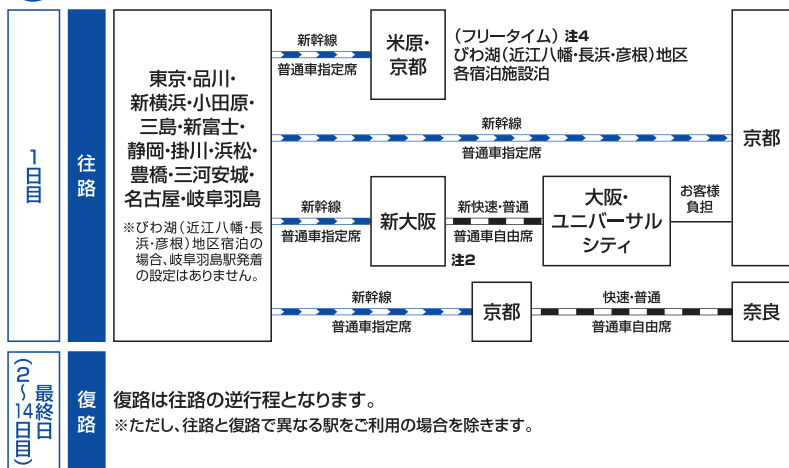 1日目
往路
東京・品川・
新横浜・小田原・
三島・新富士・
静岡・掛川・浜松・
豊橋・三河安城・
名古屋・岐阜羽島
※びわ湖(近江八幡・長
浜・彦根)地区宿泊の
場合、岐阜羽島駅発着
の設定はありません。
新幹線
普通車指定席
米原・
京都
(フリータイム) 注4
びわ湖(近江八幡・長浜・彦根)地区
各宿泊施設泊
新幹線
普通車指定席
京都
新幹線
普通車指定席
新大阪
新快速・普通
普通車自由席
注2
大阪・
ユニバーサル
シティ
お客様
負担
新幹線
普通車指定席
京都
快速・普通
普通車自由席
奈良
最終日
(2~14日目)
復路
復路は往路の逆行程となります。
※ただし、往路と復路で異なる駅をご利用の場合を除きます。